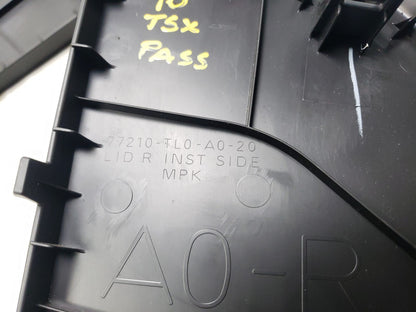 10
TSX
PASS
77210-TL0-A0-20
LID R INST SIDE
MPK
A0-R